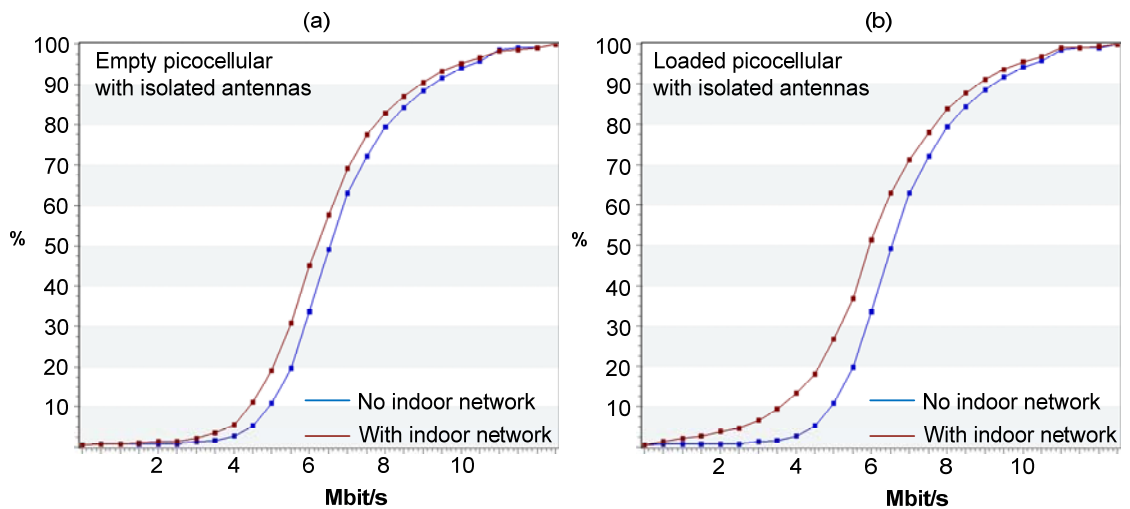 (a)
Empty picocellular
with isolated antennas
100
90
80
70
60
50
40
30
20
10
%
No indoor network
With indoor network
2 4 6 8 10
Mbit/s
(b)
Loaded picocellular
with isolated antennas
100
90
80
70
60
50
40
30
20
10
%
No indoor network
With indoor network
2 4 6 8 10
Mbit/s